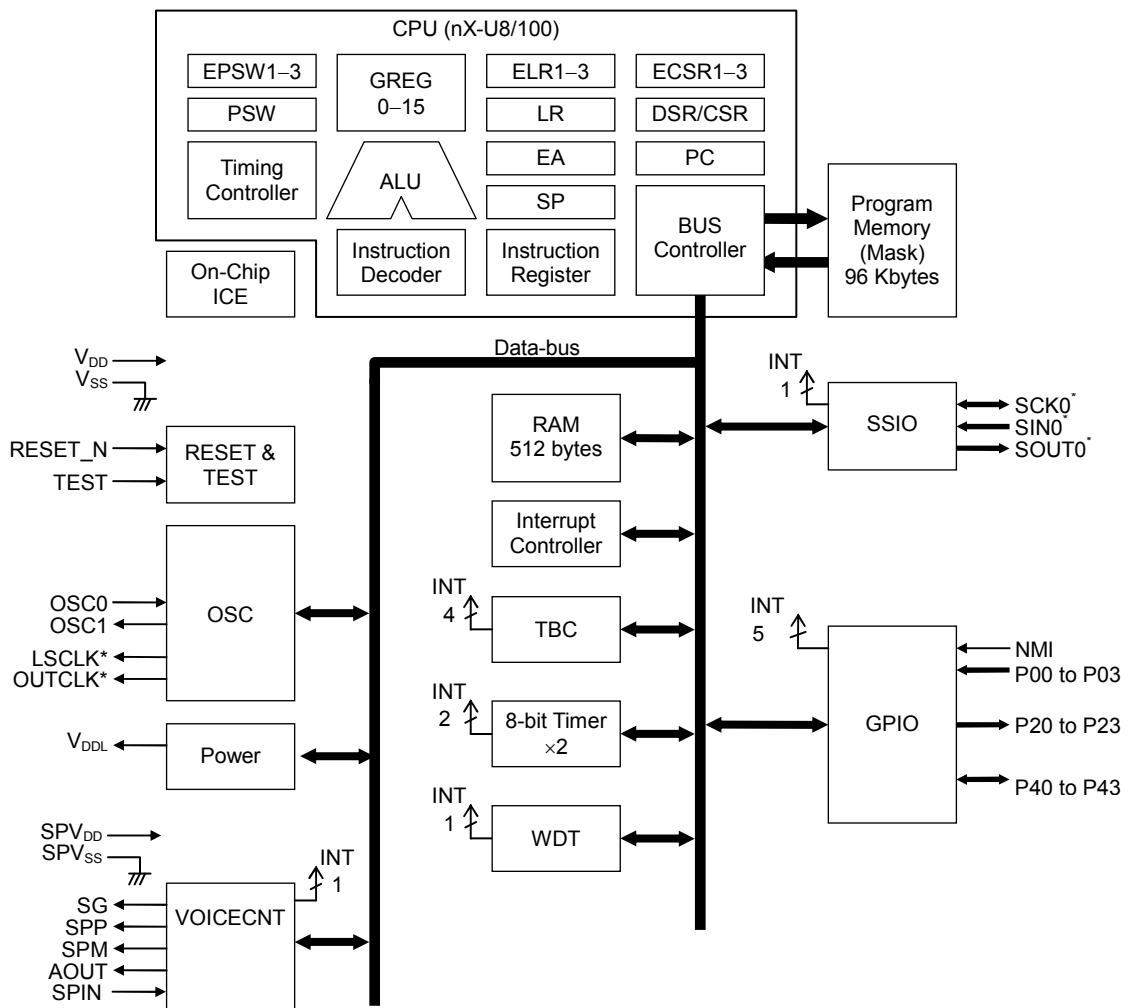 CPU (nX-U8/100)
EPSW1−3
GREG
0−15
ELR1−3
ECSR1−3
PSW
LR
DSR/CSR
Timing
Controller
ALU
EA
PC
SP
BUS
Controller
Program
Memory
(Mask)
96 Kbytes
Instruction
Decoder
Instruction
Register
On-Chip
ICE
Data-bus
VDD
VSS
RESET_N
TEST
RESET &
TEST
RAM
512 bytes
INT
1
SSIO
SCK0*
SIN0*
SOUT0*
Interrupt
Controller
OSC0
OSC1
LSCLK*
OUTCLK*
OSC
INT
4
TBC
INT
5
GPIO
NMI
P00 to P03
P20 to P23
P40 to P43
VDDL
Power
INT
2
8-bit Timer
×2
INT
1
WDT
SPVDD
SPVSS
INT
1
VOICECNT
SG
SPP
SPM
AOUT
SPIN